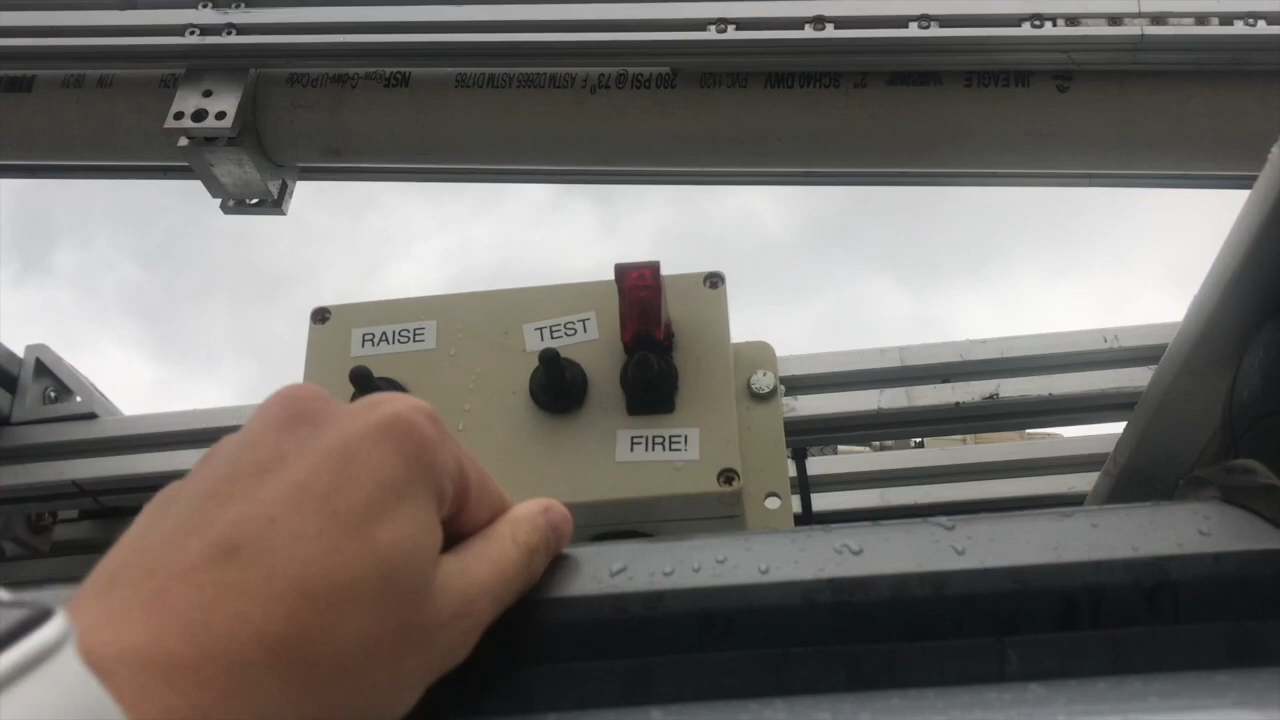 JM EAGLE 2" SCH40 DWV PVC 1120 280 PSI @ 73° F ASTM D2665 ASTM D1785 NSF
RAISE
TEST
FIRE!